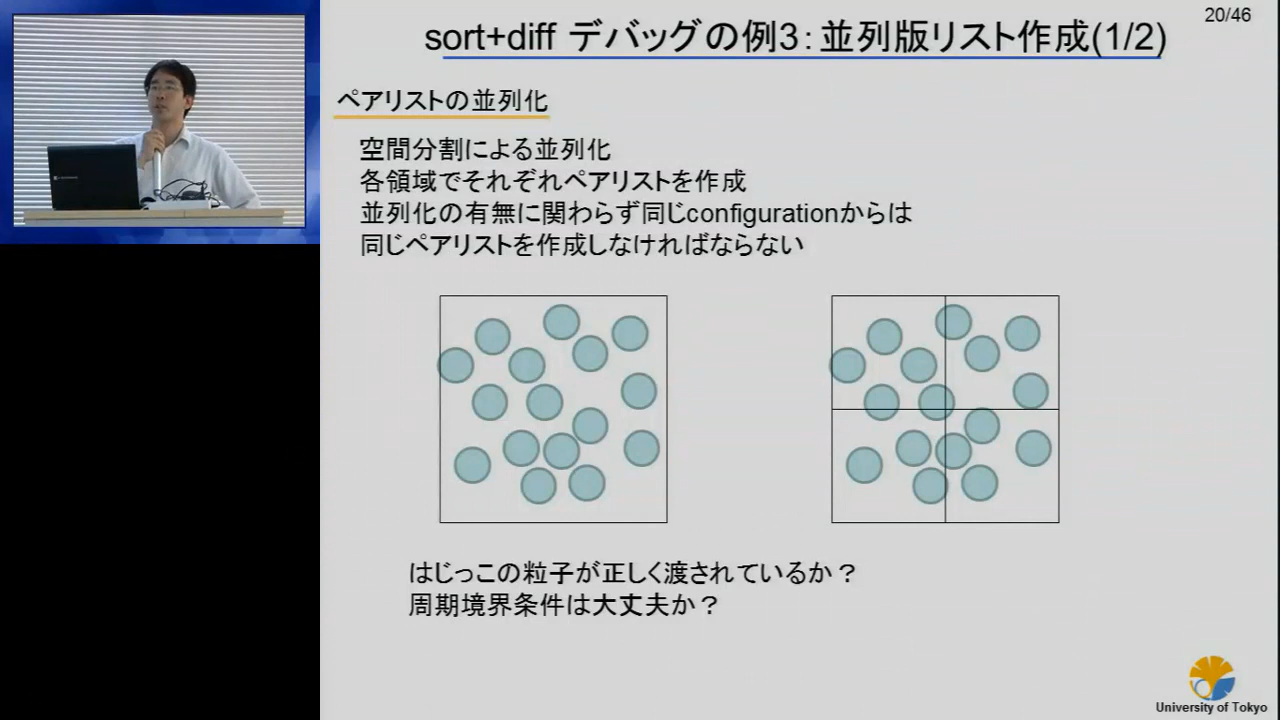 20/46
sort+diff デバッグの例3：並列版リスト作成(1/2)
ペアリストの並列化
空間分割による並列化
各領域でそれぞれペアリストを作成
並列化の有無に関わらず同じconfigurationからは
同じペアリストを作成しなければならない
はじっこの粒子が正しく渡されているか？
周期境界条件は大丈夫か？
University of Tokyo